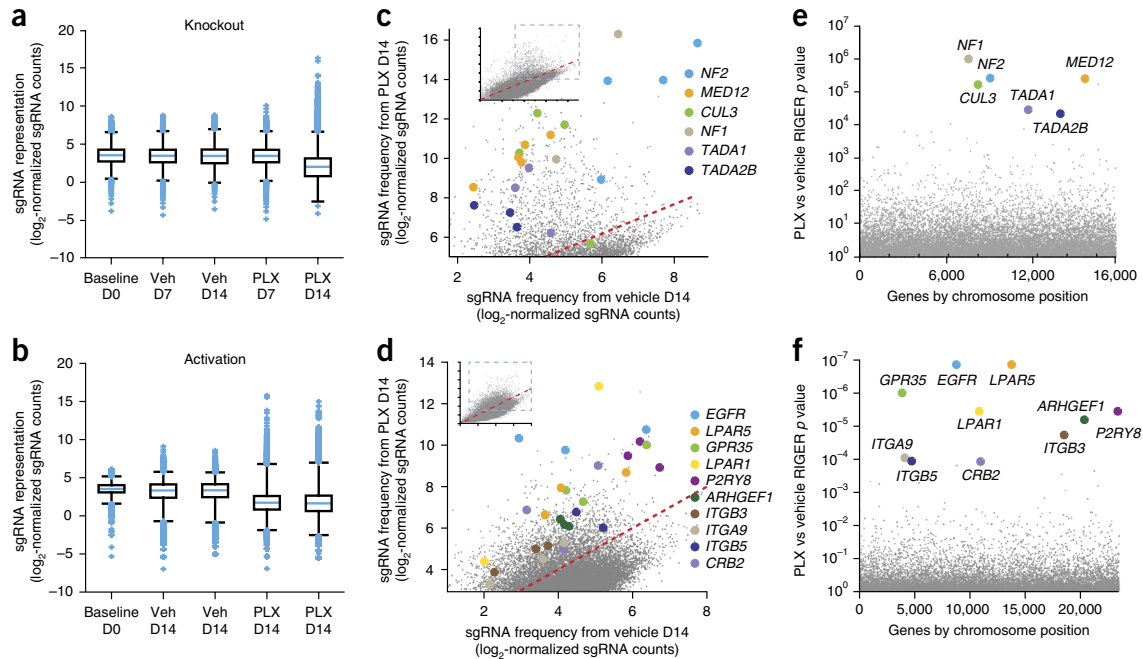 a
Knockout
20
15
10
5
0
−5
−10
sgRNA representation
(log2-normalized sgRNA counts)
Baseline D0
Veh D7
Veh D14
PLX D7
PLX D14
c
16
14
12
10
8
6
sgRNA frequency from PLX D14
(log2-normalized sgRNA counts)
NF2
MED12
CUL3
NF1
TADA1
TADA2B
2
4
6
8
sgRNA frequency from vehicle D14
(log2-normalized sgRNA counts)
e
10^7
10^6
10^5
10^4
10^3
10^2
10^1
10^0
PLX vs vehicle RIGER p value
NF1
NF2
MED12
CUL3
TADA1
TADA2B
0
6,000
12,000
16,000
Genes by chromosome position
b
Activation
20
15
10
5
0
−5
−10
sgRNA representation
(log2-normalized sgRNA counts)
Baseline D0
Veh D14
Veh D14
PLX D14
PLX D14
d
14
12
10
8
6
4
sgRNA frequency from PLX D14
(log2-normalized sgRNA counts)
EGFR
LPAR5
GPR35
LPAR1
P2RY8
ARHGEF1
ITGB3
ITGA9
ITGB5
CRB2
2
4
6
8
sgRNA frequency from vehicle D14
(log2-normalized sgRNA counts)
f
10^-7
10^-6
10^-5
10^-4
10^-3
10^-2
10^-1
10^0
PLX vs vehicle RIGER p value
GPR35
EGFR
LPAR5
LPAR1
ARHGEF1
P2RY8
ITGA9
ITGB3
ITGB5
CRB2
0
5,000
10,000
15,000
20,000
Genes by chromosome position